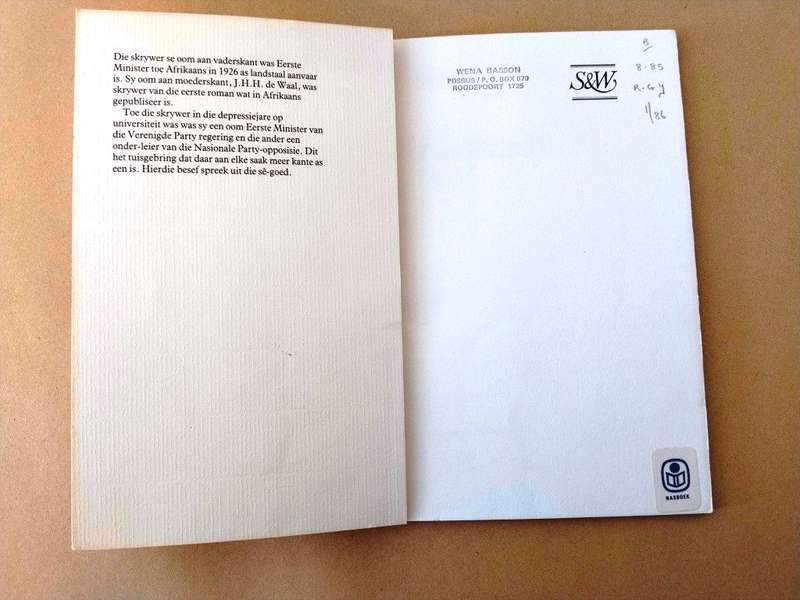 Die skrywer se oom aan vaderskant was Eerste
Minister toe Afrikaans in 1926 as landstaal aanvaar
is. Sy oom aan moederskant, J.H.H. de Waal, was
skrywer van die eerste roman wat in Afrikaans
gepubliseer is.
Toe die skrywer in die depressiejare op
universiteit was was sy een oom Eerste Minister van
die Verenigde Party regering en die ander een
onder-leier van die Nasionale Party-opposisie. Dit
het tuisgebring dat daar aan elke saak meer kante as
een is. Hierdie besef spreek uit die sê-goed.
WENA BASSON
POSBUS / P. O. BOX 679
ROODEPOORT 1725
S&W
B
8-85
1/86
NASBOEK